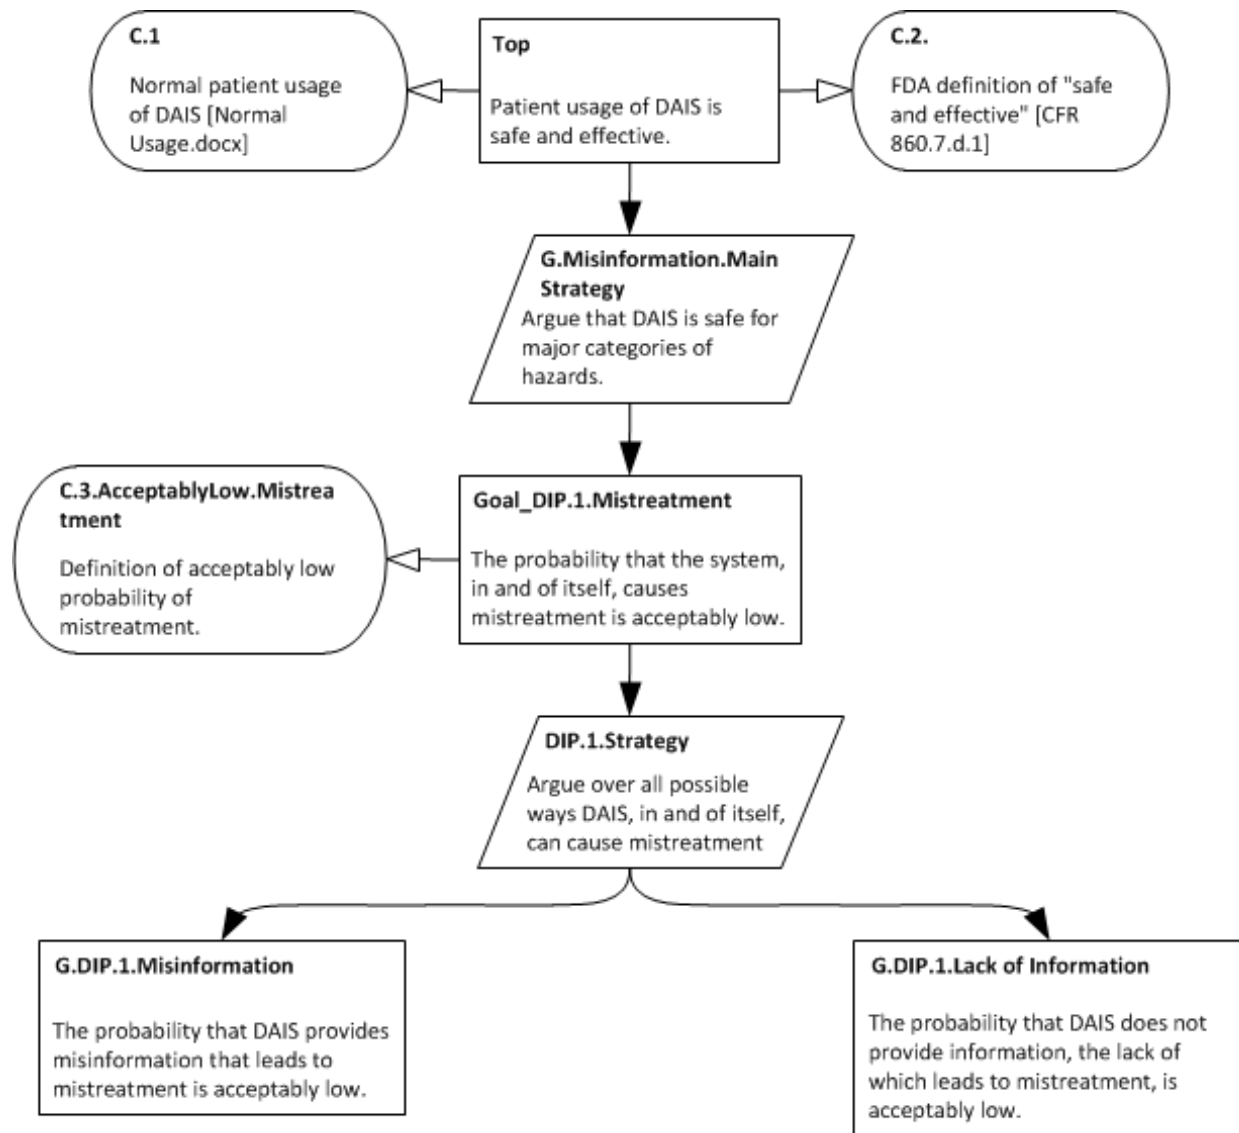 C.1
Normal patient usage
of DAIS [Normal
Usage.docx]
Top
Patient usage of DAIS is
safe and effective.
C.2.
FDA definition of "safe
and effective" [CFR
860.7.d.1]
G.Misinformation.Main
Strategy
Argue that DAIS is safe for
major categories of
hazards.
C.3.AcceptablyLow.Mistrea
tment
Definition of acceptably low
probability of
mistreatment.
Goal_DIP.1.Mistreatment
The probability that the system,
in and of itself, causes
mistreatment is acceptably low.
DIP.1.Strategy
Argue over all possible
ways DAIS, in and of itself,
can cause mistreatment
G.DIP.1.Misinformation
The probability that DAIS provides
misinformation that leads to
mistreatment is acceptably low.
G.DIP.1.Lack of Information
The probability that DAIS does not
provide information, the lack of
which leads to mistreatment, is
acceptably low.